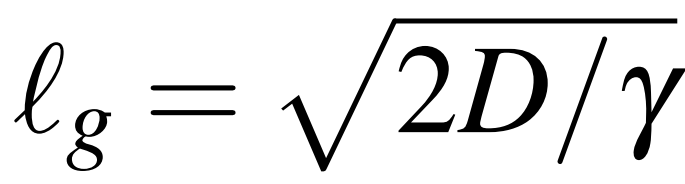 ℓ_g = √2D/γ